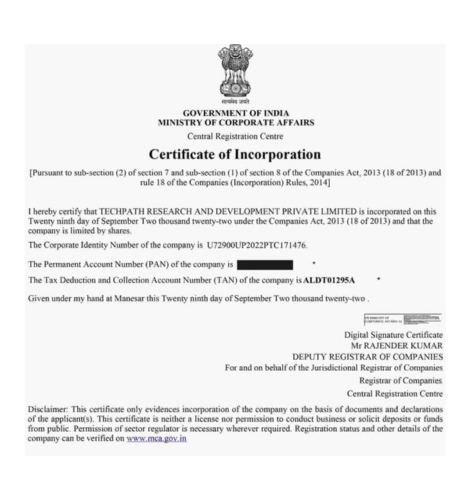 सत्यमेव जयते
GOVERNMENT OF INDIA
MINISTRY OF CORPORATE AFFAIRS
Central Registration Centre
Certificate of Incorporation
[Pursuant to sub-section (2) of section 7 and sub-section (1) of section 8 of the Companies Act, 2013 (18 of 2013) and
rule 18 of the Companies (Incorporation) Rules, 2014]
I hereby certify that TECHPATH RESEARCH AND DEVELOPMENT PRIVATE LIMITED is incorporated on this
Twenty ninth day of September Two thousand twenty-two under the Companies Act, 2013 (18 of 2013) and that the
company is limited by shares.
The Corporate Identity Number of the company is U72900UP2022PTC171476.
The Permanent Account Number (PAN) of the company is *
The Tax Deduction and Collection Account Number (TAN) of the company is ALDT01295A *
Given under my hand at Manesar this Twenty ninth day of September Two thousand twenty-two .
Digital Signature Certificate
Mr RAJENDER KUMAR
DEPUTY REGISTRAR OF COMPANIES
For and on behalf of the Jurisdictional Registrar of Companies
Registrar of Companies
Central Registration Centre
Disclaimer: This certificate only evidences incorporation of the company on the basis of documents and declarations
of the applicant(s). This certificate is neither a license nor permission to conduct business or solicit deposits or funds
from public. Permission of sector regulator is necessary wherever required. Registration status and other details of the
company can be verified on www.mca.gov.in